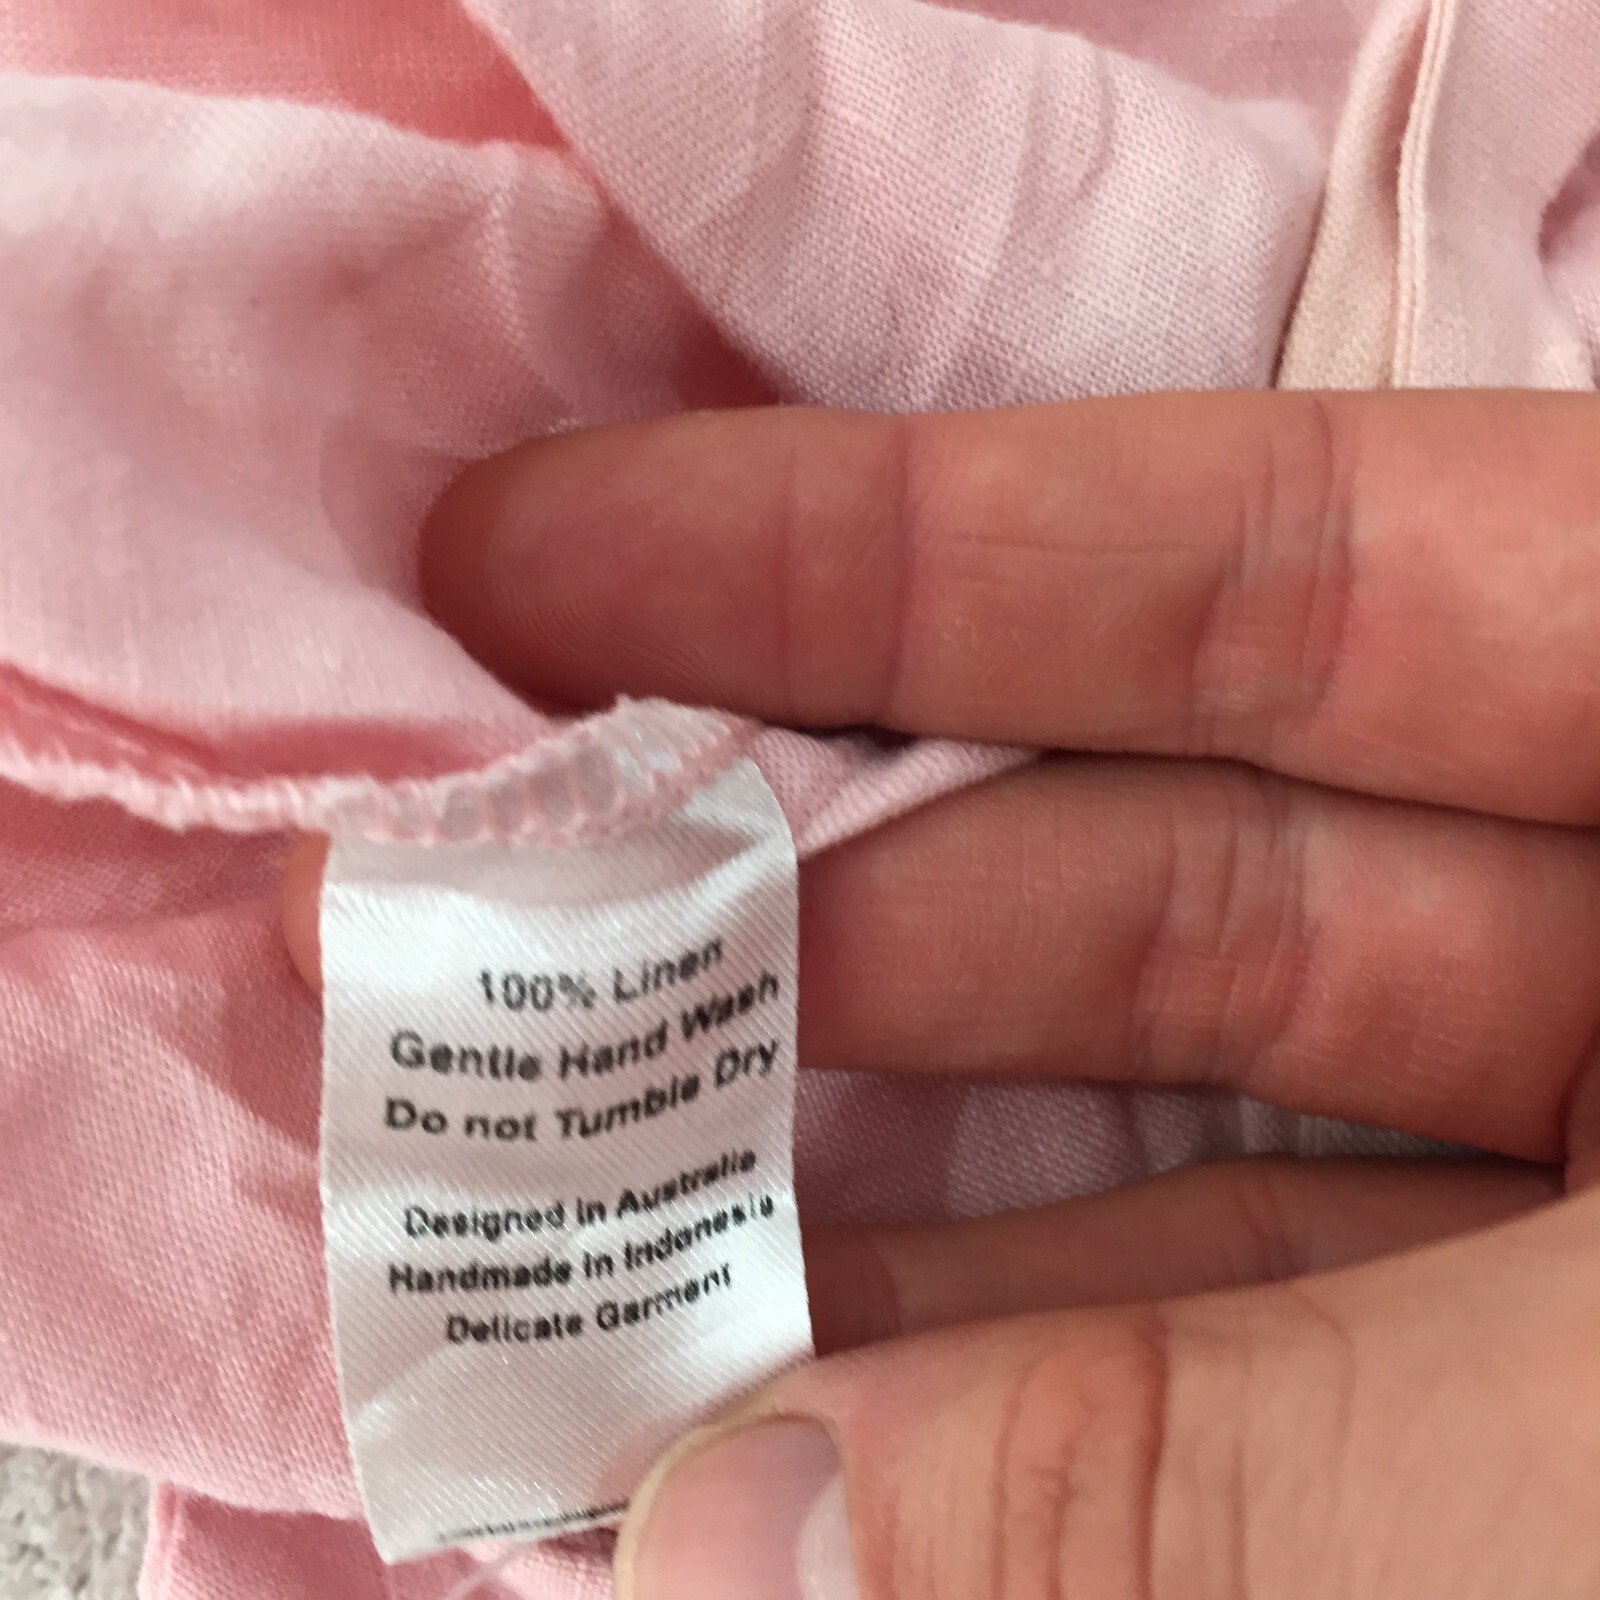 100% Linen
Gentle Hand Wash
Do not Tumble Dry
Designed in Australia
Handmade in Indonesia
Delicate Garment